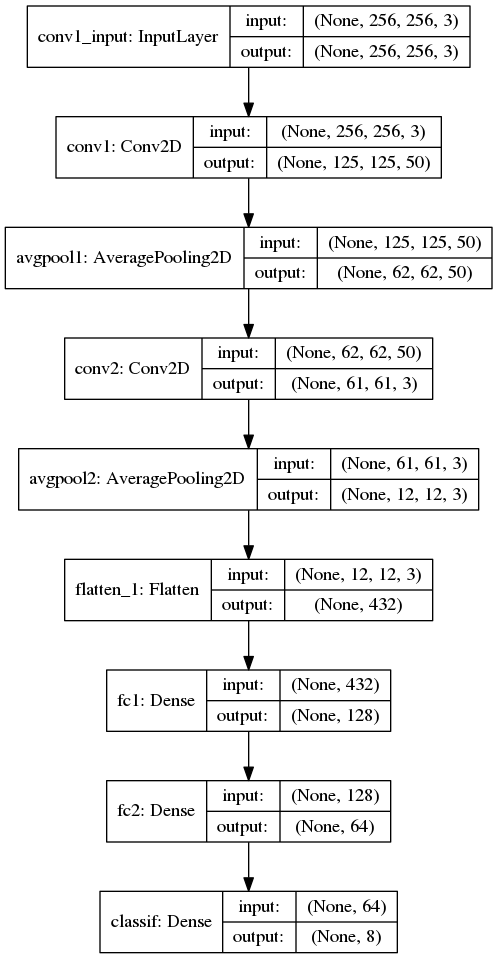 conv1_input: InputLayer
input: (None, 256, 256, 3)
output: (None, 256, 256, 3)
conv1: Conv2D
input: (None, 256, 256, 3)
output: (None, 125, 125, 50)
avgpool1: AveragePooling2D
input: (None, 125, 125, 50)
output: (None, 62, 62, 50)
conv2: Conv2D
input: (None, 62, 62, 50)
output: (None, 61, 61, 3)
avgpool2: AveragePooling2D
input: (None, 61, 61, 3)
output: (None, 12, 12, 3)
flatten_1: Flatten
input: (None, 12, 12, 3)
output: (None, 432)
fc1: Dense
input: (None, 432)
output: (None, 128)
fc2: Dense
input: (None, 128)
output: (None, 64)
classif: Dense
input: (None, 64)
output: (None, 8)